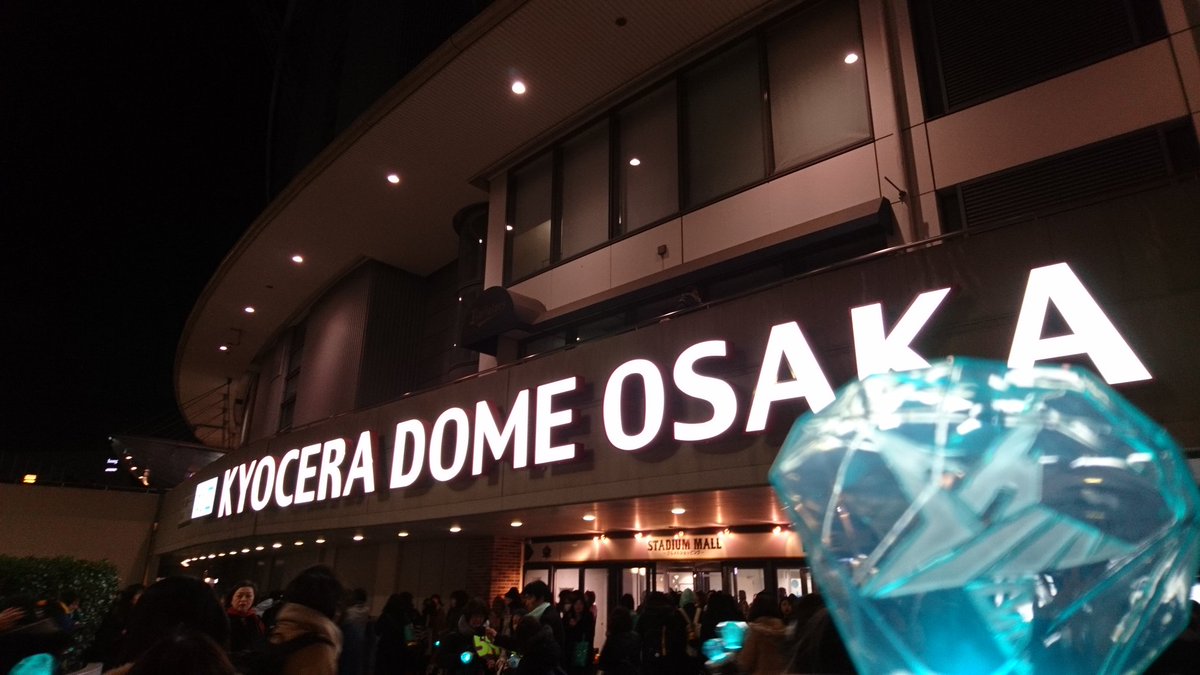 KYOCERA DOME OSAKA
STADIUM MALL